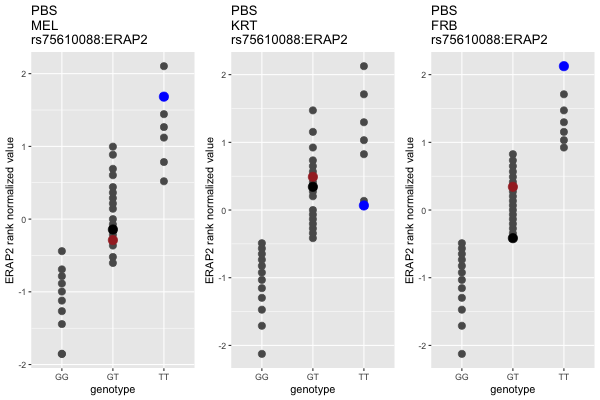 PBS
MEL
rs75610088:ERAP2
ERAP2 rank normalized value
2
1
0
-1
-2
GG
GT
TT
genotype
PBS
KRT
rs75610088:ERAP2
ERAP2 rank normalized value
2
1
0
-1
-2
GG
GT
TT
genotype
PBS
FRB
rs75610088:ERAP2
ERAP2 rank normalized value
2
1
0
-1
-2
GG
GT
TT
genotype